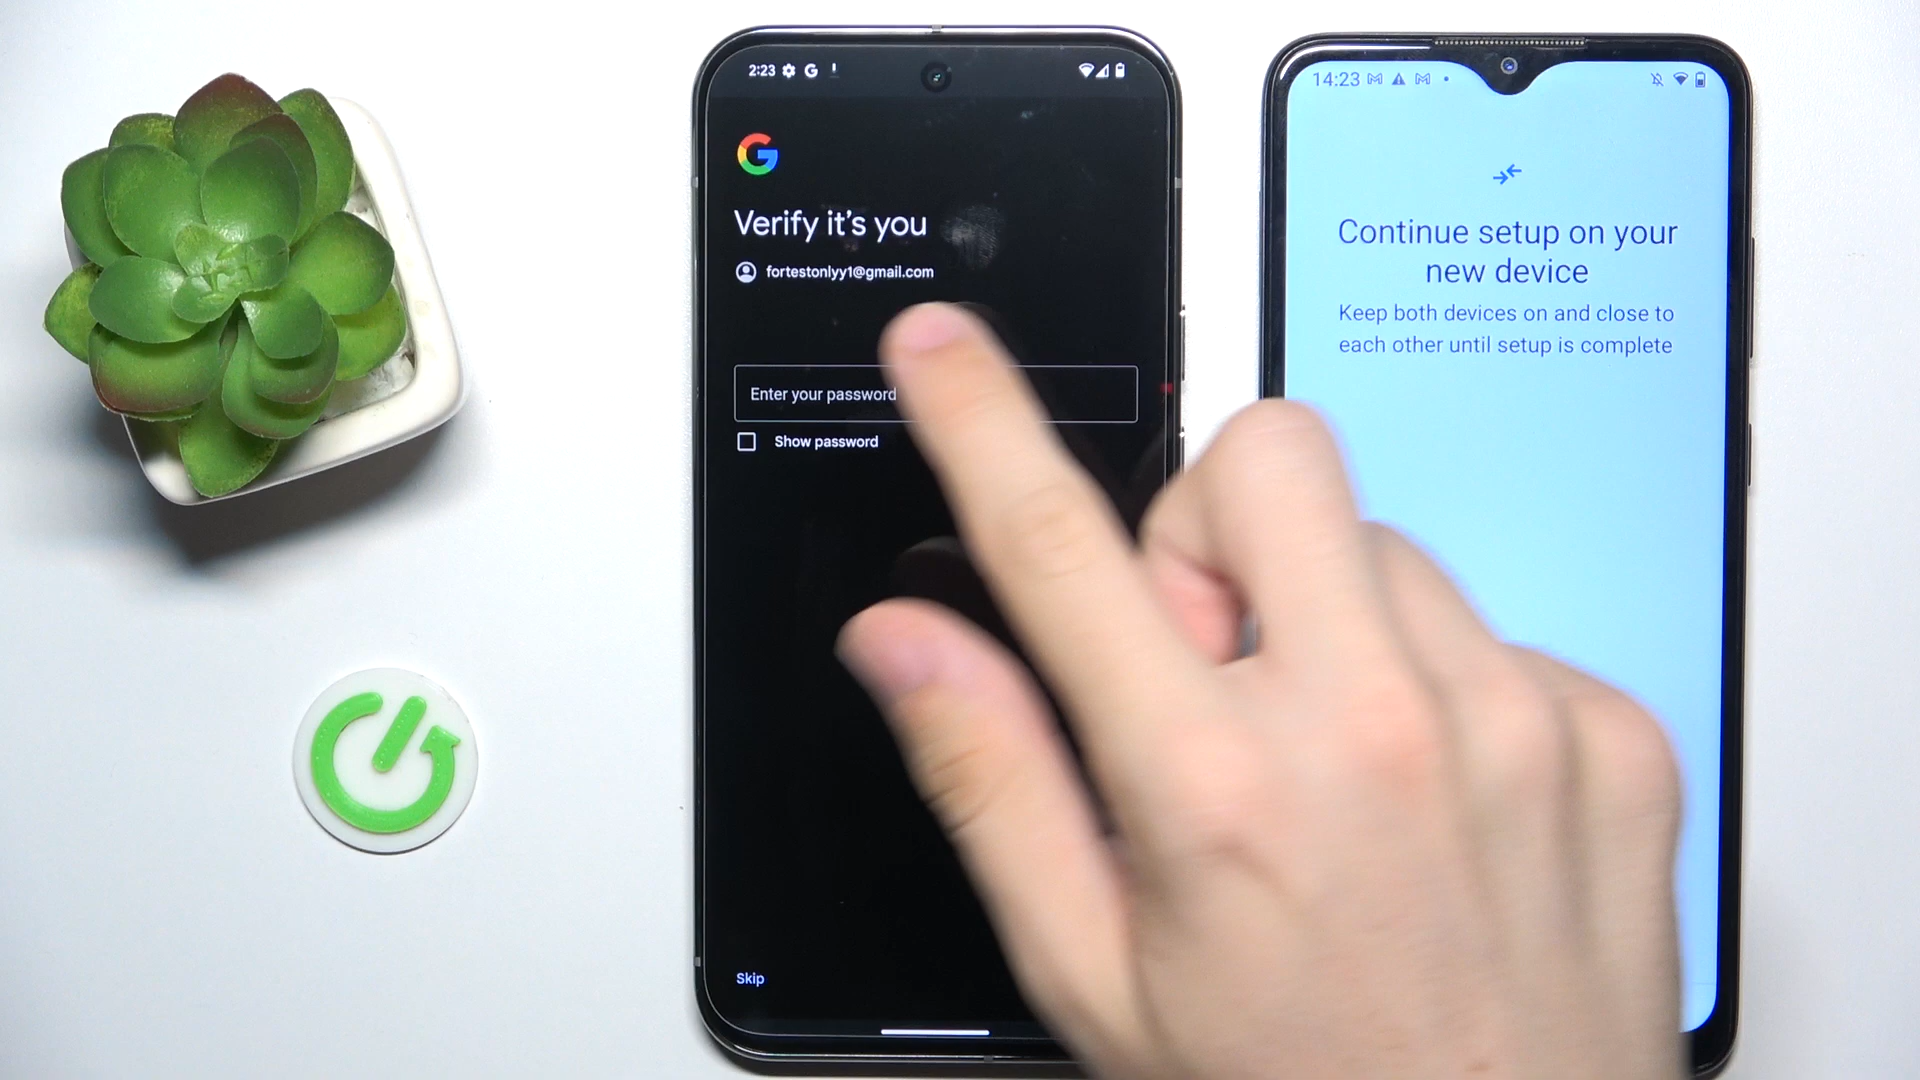 2:23
Verify it's you
fortestonlyy1@gmail.com
Enter your password
Show password
Skip
14:23
Continue setup on your
new device
Keep both devices on and close to
each other until setup is complete